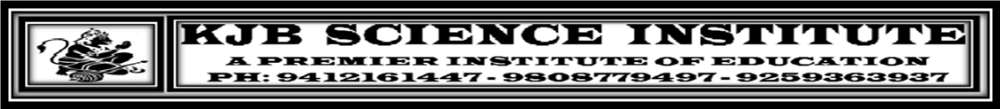 KJB SCIENCE INSTITUTE
A PREMIER INSTITUTE OF EDUCATION
PH: 9412161447 - 9808779497 - 9259363937